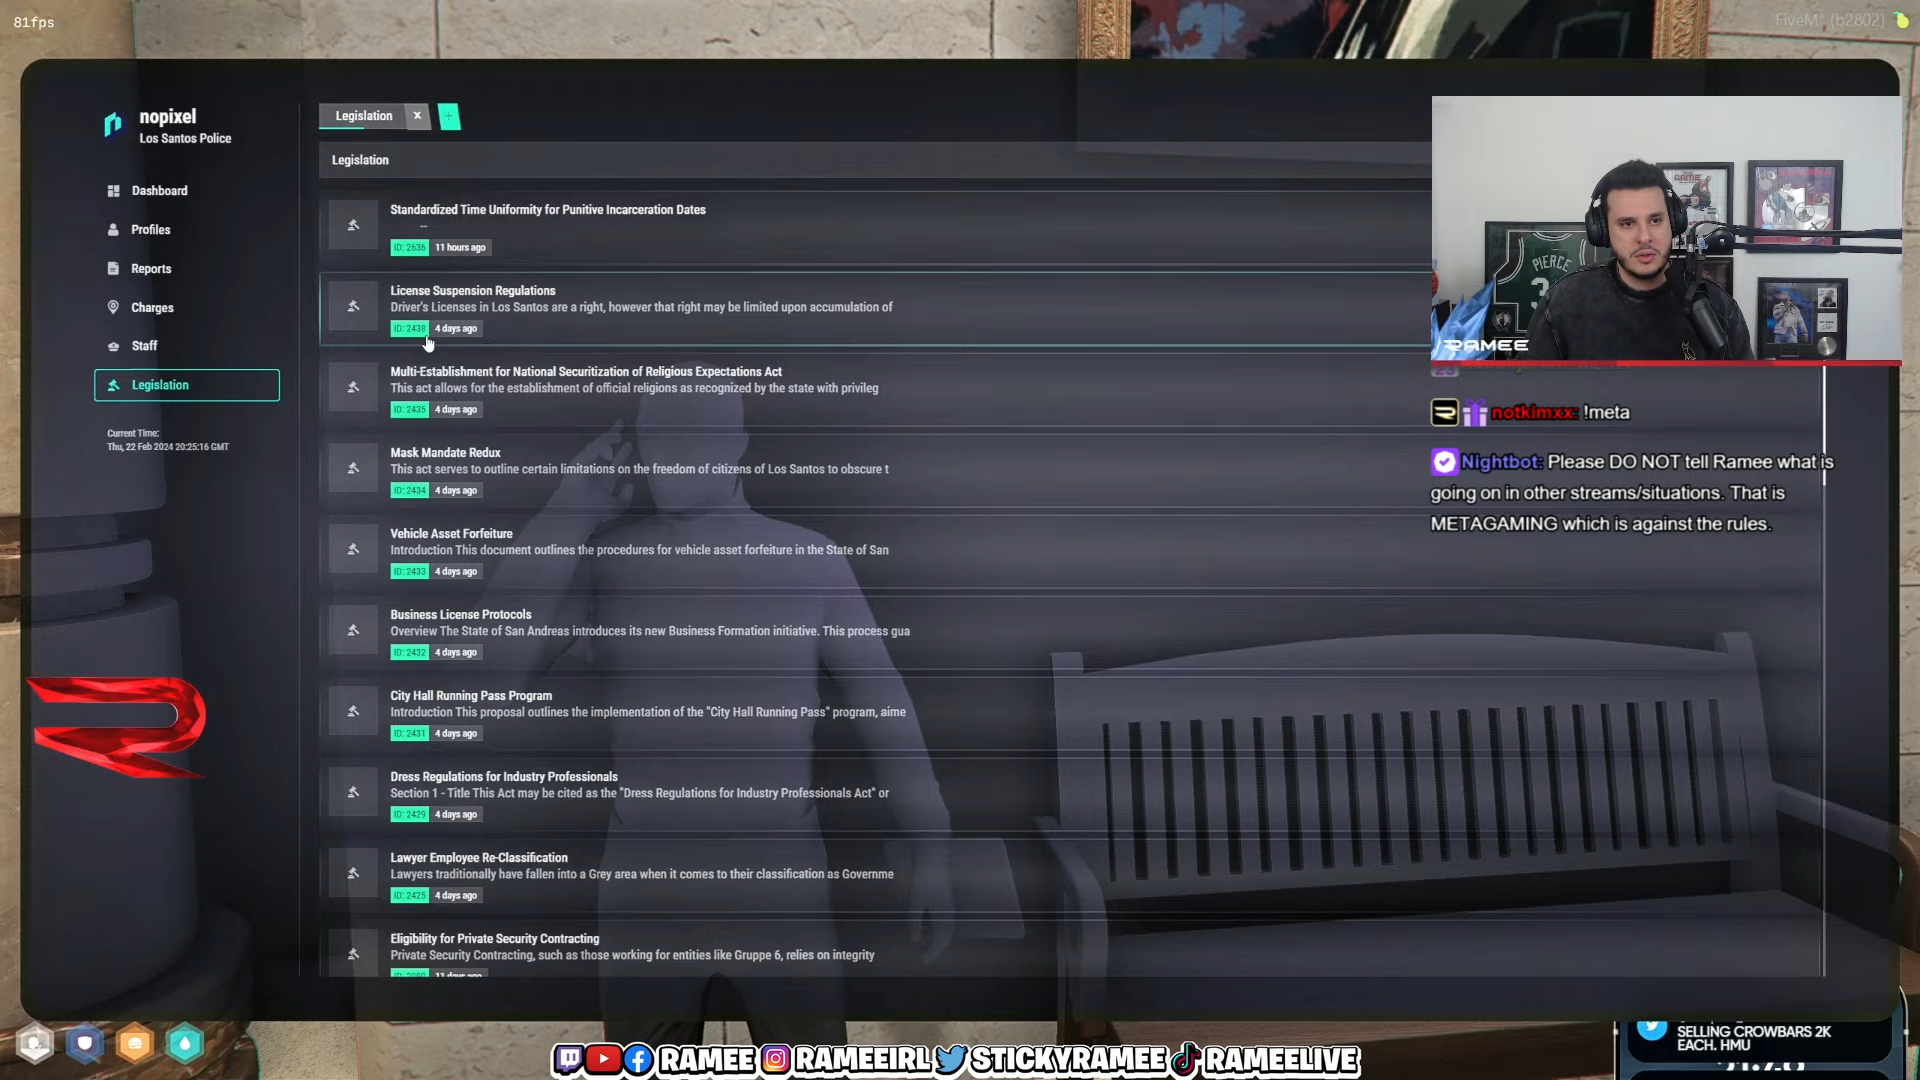 81fps
FiveM* (b2802)
nopixel
Los Santos Police
Dashboard
Profiles
Reports
Charges
Staff
Legislation
Current Time:
Thu, 22 Feb 2024 20:25:16 GMT
Legislation x +
Legislation
Standardized Time Uniformity for Punitive Incarceration Dates
--
ID: 2636 11 hours ago
License Suspension Regulations
Driver's Licenses in Los Santos are a right, however that right may be limited upon accumulation of
ID: 2438 4 days ago
Multi-Establishment for National Securitization of Religious Expectations Act
This act allows for the establishment of official religions as recognized by the state with privileg
ID: 2435 4 days ago
Mask Mandate Redux
This act serves to outline certain limitations on the freedom of citizens of Los Santos to obscure t
ID: 2434 4 days ago
Vehicle Asset Forfeiture
Introduction This document outlines the procedures for vehicle asset forfeiture in the State of San
ID: 2433 4 days ago
Business License Protocols
Overview The State of San Andreas introduces its new Business Formation initiative. This process gua
ID: 2432 4 days ago
City Hall Running Pass Program
Introduction This proposal outlines the implementation of the "City Hall Running Pass" program, aime
ID: 2431 4 days ago
Dress Regulations for Industry Professionals
Section 1 - Title This Act may be cited as the "Dress Regulations for Industry Professionals Act" or
ID: 2429 4 days ago
Lawyer Employee Re-Classification
Lawyers traditionally have fallen into a Grey area when it comes to their classification as Governme
ID: 2425 4 days ago
Eligibility for Private Security Contracting
Private Security Contracting, such as those working for entities like Gruppe 6, relies on integrity
11 days ago
PIERCE
RAMEE
notkimxx: !meta
Nightbot: Please DO NOT tell Ramee what is
going on in other streams/situations. That is
METAGAMING which is against the rules.
SELLING CROWBARS 2K
EACH. HMU
RAMEE RAMEEIRL STICKYRAMEE RAMEELIVE